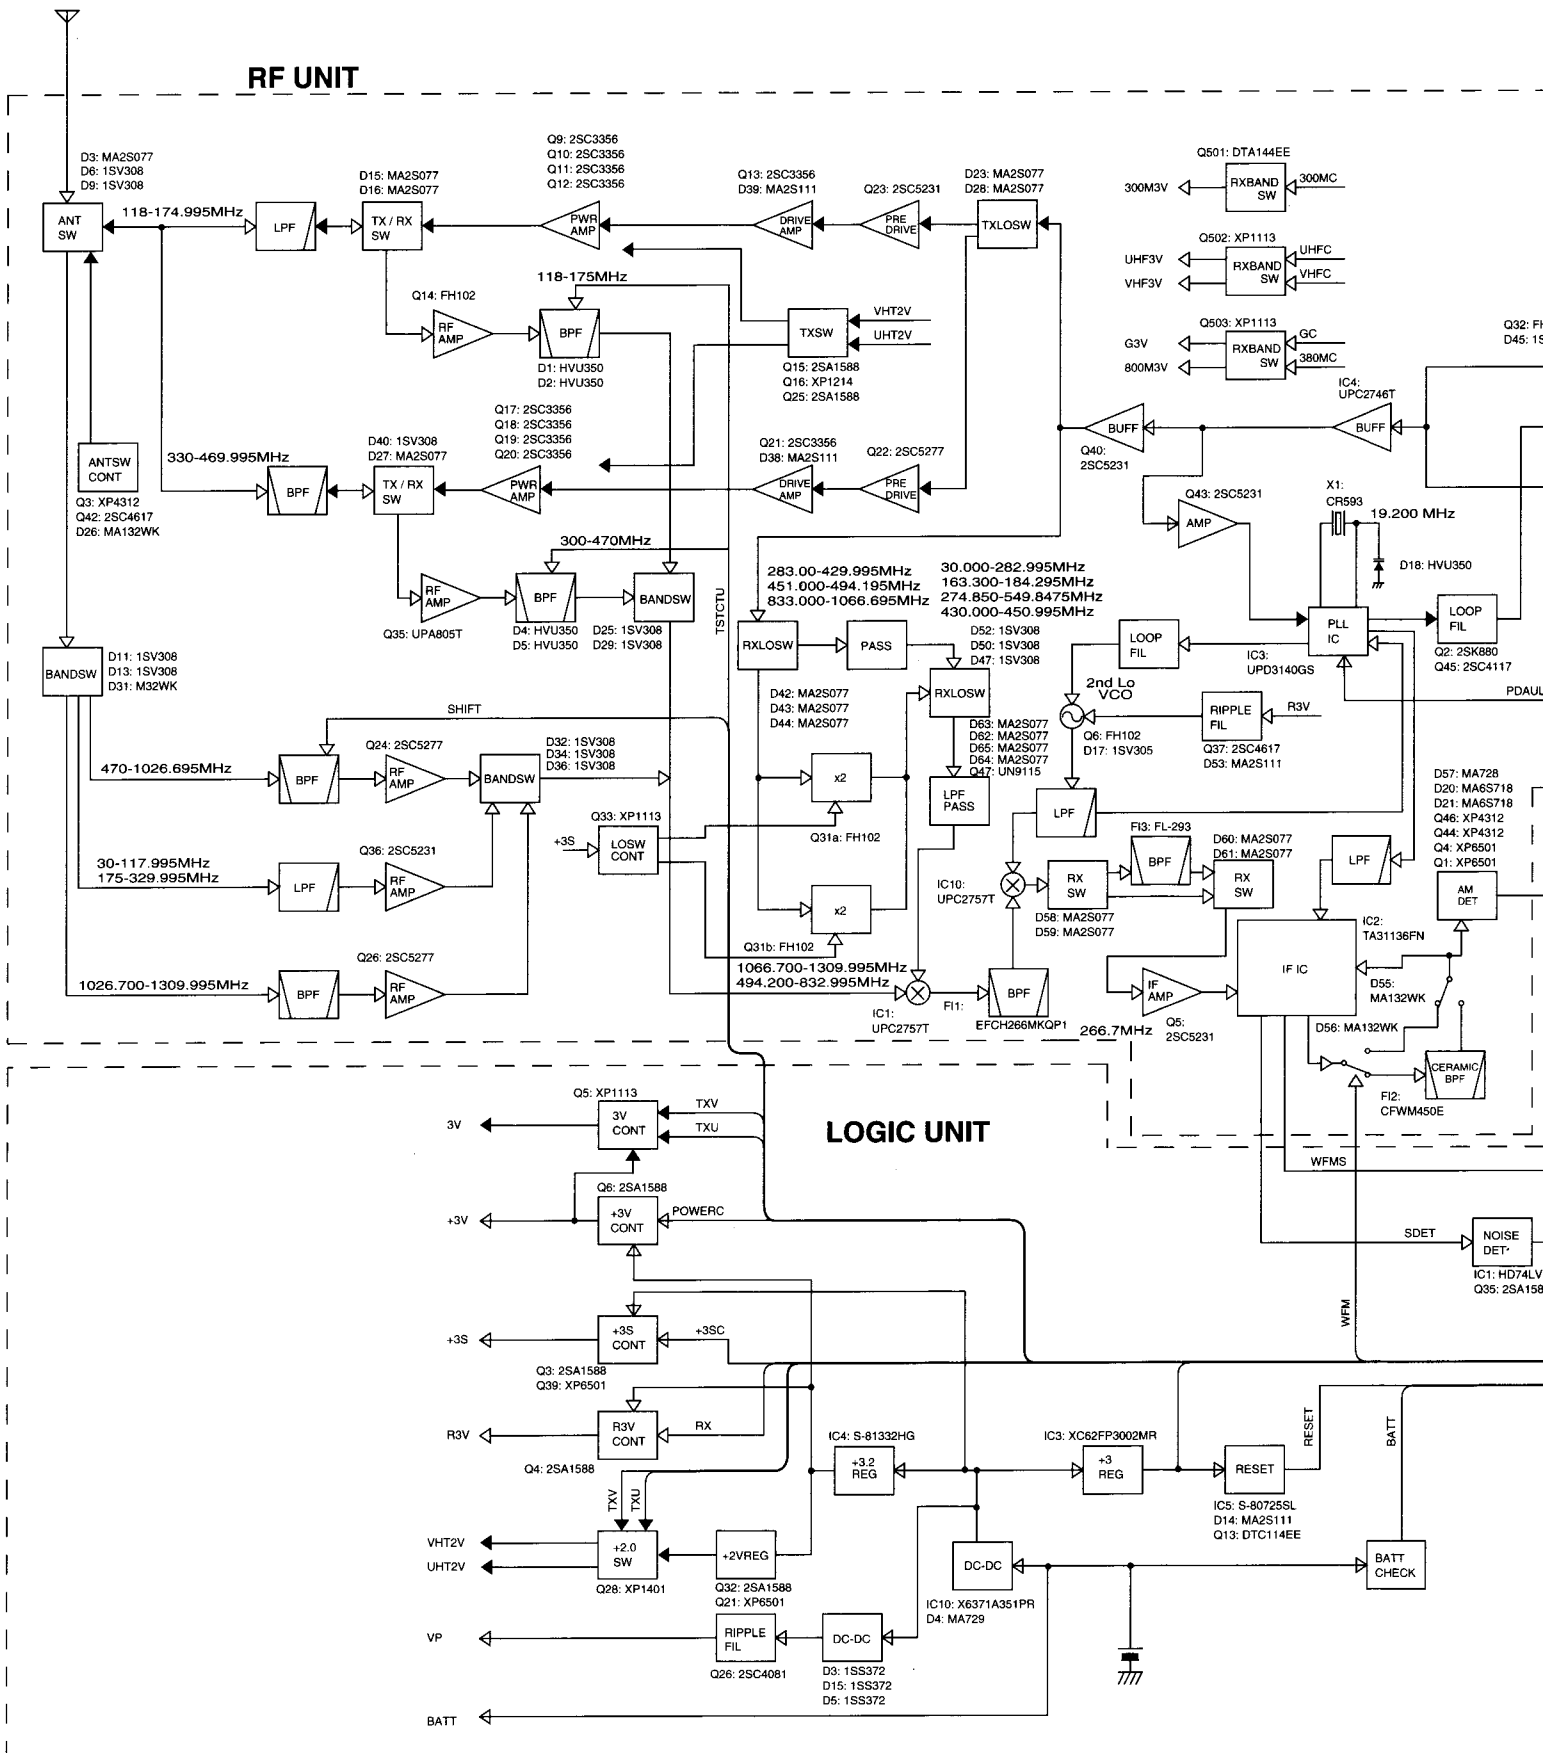 RF UNIT
D3: MA2S077
D6: 1SV308
D9: 1SV308
ANT
SW
118-174.995MHz
LPF
D15: MA2S077
D16: MA2S077
TX / RX
SW
Q9: 2SC3356
Q10: 2SC3356
Q11: 2SC3356
Q12: 2SC3356
PWR
AMP
Q13: 2SC3356
D39: MA2S111
DRIVE
AMP
Q23: 2SC5231
PRE
DRIVE
D23: MA2S077
D28: MA2S077
TXLOSW
Q501: DTA144EE
300M3V
RXBAND
SW
300MC
Q502: XP1113
UHF3V
VHF3V
RXBAND
SW
UHFC
VHFC
Q503: XP1113
G3V
800M3V
RXBAND
SW
GC
380MC
Q32: FH
D45: 1S
118-175MHz
Q14: FH102
RF
AMP
BPF
D1: HVU350
D2: HVU350
TXSW
VHT2V
UHT2V
Q15: 2SA1588
Q16: XP1214
Q25: 2SA1588
IC4:
UPC2746T
BUFF
BUFF
Q40:
2SC5231
ANTSW
CONT
Q3: XP4312
Q42: 2SC4617
D26: MA132WK
330-469.995MHz
BPF
D40: 1SV308
D27: MA2S077
TX / RX
SW
Q17: 2SC3356
Q18: 2SC3356
Q19: 2SC3356
Q20: 2SC3356
PWR
AMP
Q21: 2SC3356
D38: MA2S111
DRIVE
AMP
Q22: 2SC5277
PRE
DRIVE
Q43: 2SC5231
AMP
X1:
CR593
19.200 MHz
D18: HVU350
300-470MHz
RF
AMP
Q35: UPA805T
BPF
D4: HVU350
D5: HVU350
BANDSW
D25: 1SV308
D29: 1SV308
TSTCTU
283.00-429.995MHz
451.000-494.195MHz
833.000-1066.695MHz
30.000-282.995MHz
163.300-184.295MHz
274.850-549.8475MHz
430.000-450.995MHz
RXLOSW
PASS
D52: 1SV308
D50: 1SV308
D47: 1SV308
RXLOSW
LOOP
FIL
PLL
IC
IC3:
UPD3140GS
LOOP
FIL
Q2: 2SK880
Q45: 2SC4117
PDAUL
BANDSW
D11: 1SV308
D13: 1SV308
D31: M32WK
D42: MA2S077
D43: MA2S077
D44: MA2S077
D63: MA2S077
D62: MA2S077
D65: MA2S077
D64: MA2S077
Q47: UN9115
2nd Lo
VCO
Q6: FH102
D17: 1SV305
RIPPLE
FIL
R3V
Q37: 2SC4617
D53: MA2S111
SHIFT
470-1026.695MHz
BPF
Q24: 2SC5277
RF
AMP
BANDSW
D32: 1SV308
D34: 1SV308
D36: 1SV308
x2
Q31a: FH102
LPF
PASS
LPF
D57: MA728
D20: MA6S718
D21: MA6S718
Q46: XP4312
Q44: XP4312
Q4: XP6501
Q1: XP6501
Q33: XP1113
+3S
LOSW
CONT
FI3: FL-293
BPF
D60: MA2S077
D61: MA2S077
LPF
30-117.995MHz
175-329.995MHz
LPF
Q36: 2SC5231
RF
AMP
x2
Q31b: FH102
IC10:
UPC2757T
RX
SW
D58: MA2S077
D59: MA2S077
RX
SW
AM
DET
IC2:
TA31136FN
IF IC
1026.700-1309.995MHz
BPF
Q26: 2SC5277
RF
AMP
1066.700-1309.995MHz
494.200-832.995MHz
IC1:
UPC2757T
FI1:
BPF
EFCH266MKQP1
266.7MHz
IF
AMP
Q5:
2SC5231
D55:
MA132WK
D56: MA132WK
CERAMIC
BPF
FI2:
CFWM450E
LOGIC UNIT
Q5: XP1113
3V
3V
CONT
TXV
TXU
Q6: 2SA1588
+3V
+3V
CONT
POWERC
WFMS
SDET
NOISE
DET
IC1: HD74LV
Q35: 2SA158
WFM
+3S
+3S
CONT
+3SC
Q3: 2SA1588
Q39: XP6501
R3V
R3V
CONT
RX
Q4: 2SA1588
IC4: S-81332HG
+3.2
REG
IC3: XC62FP3002MR
+3
REG
RESET
IC5: S-80725SL
D14: MA2S111
Q13: DTC114EE
RESET
BATT
TXV
TXU
VHT2V
UHT2V
+2.0
SW
Q28: XP1401
+2VREG
Q32: 2SA1588
Q21: XP6501
DC-DC
IC10: X6371A351PR
D4: MA729
BATT
CHECK
VP
RIPPLE
FIL
Q26: 2SC4081
DC-DC
D3: 1SS372
D15: 1SS372
D5: 1SS372
BATT